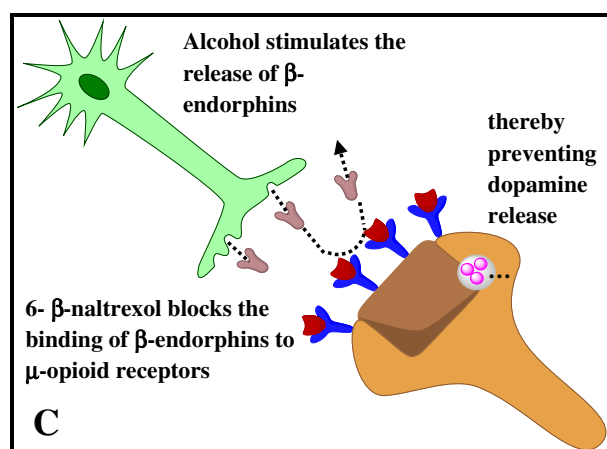 Alcohol stimulates the
release of β-
endorphins
thereby
preventing
dopamine
release
6- β-naltrexol blocks the
binding of β-endorphins to
μ-opioid receptors
C